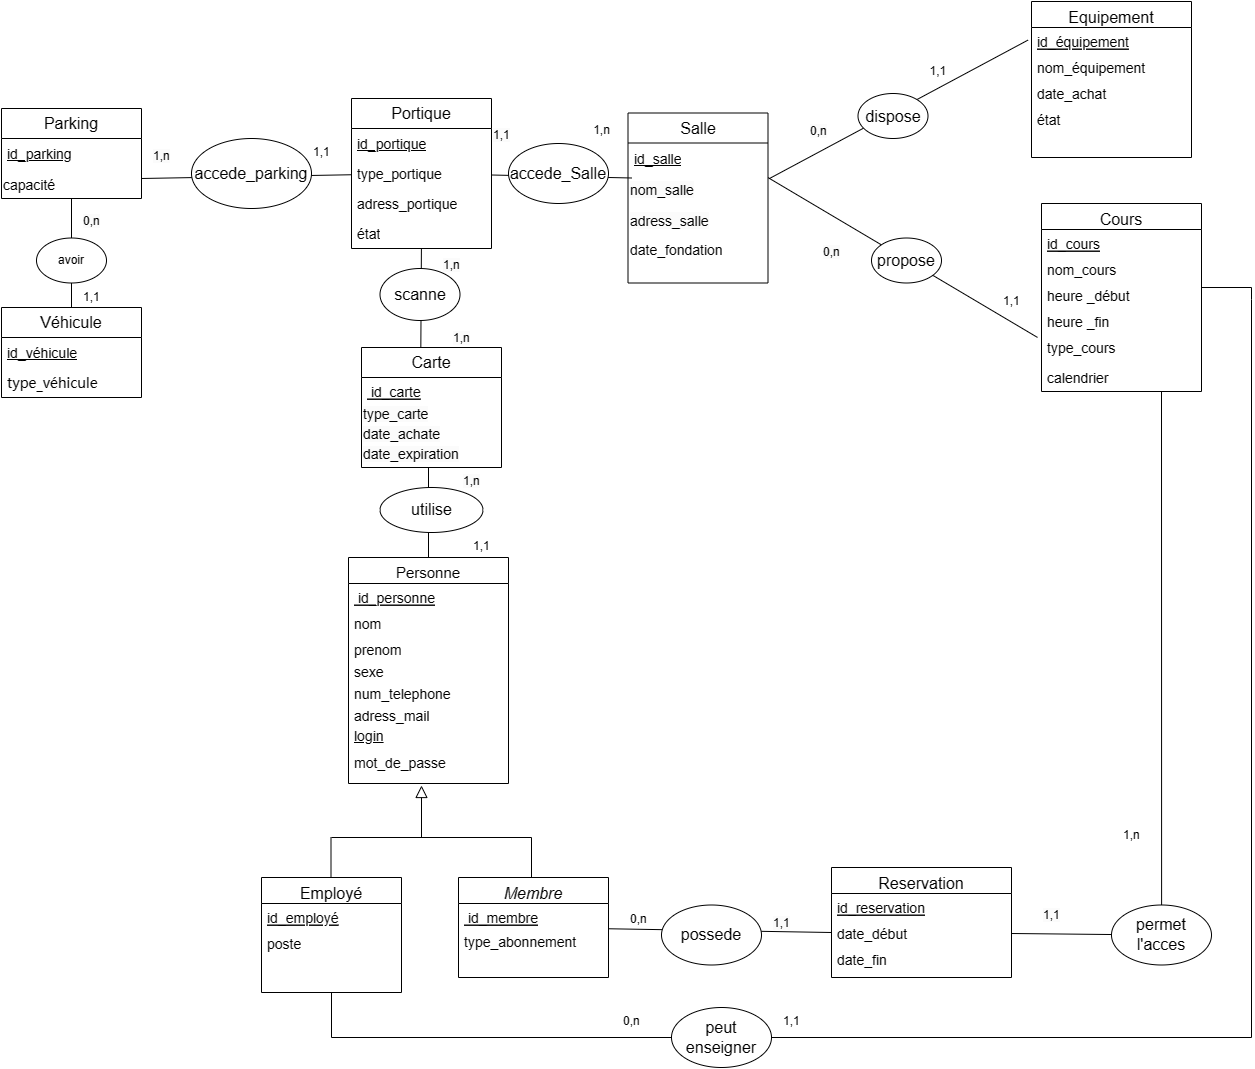 Equipement
id_équipement
nom_équipement
date_achat
état
1,1
dispose
0,n
Parking
id_parking
capacité
1,n
accede_parking
1,1
Portique
id_portique
type_portique
adress_portique
état
1,1
accede_Salle
1,n
Salle
id_salle
nom_salle
adress_salle
date_fondation
0,n
propose
1,1
Cours
id_cours
nom_cours
heure _début
heure _fin
type_cours
calendrier
0,n
avoir
1,1
Véhicule
id_véhicule
type_véhicule
1,n
scanne
1,n
Carte
id_carte
type_carte
date_achate
date_expiration
1,n
utilise
1,1
Personne
id_personne
nom
prenom
sexe
num_telephone
adress_mail
login
mot_de_passe
Employé
id_employé
poste
Membre
id_membre
type_abonnement
0,n
possede
1,1
Reservation
id_reservation
date_début
date_fin
1,1
permet
l'acces
1,n
0,n
peut
enseigner
1,1